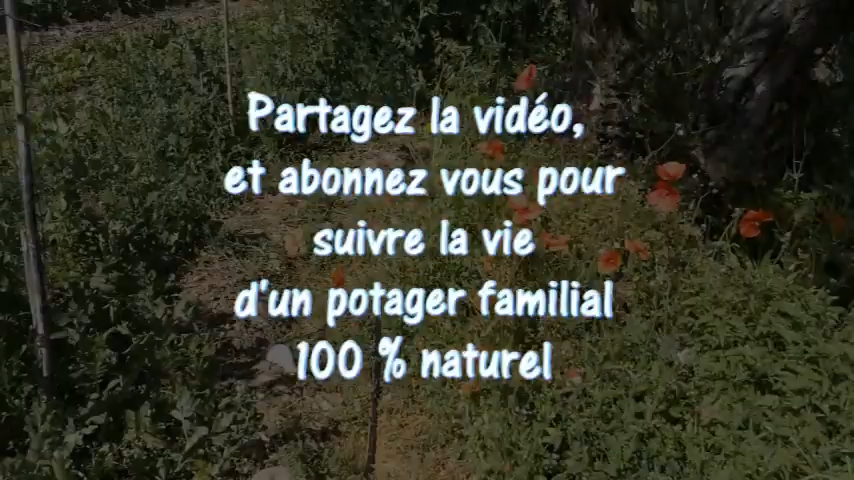 Partagez la vidéo,
et abonnez vous pour
suivre la vie
d'un potager familial
100 % naturel